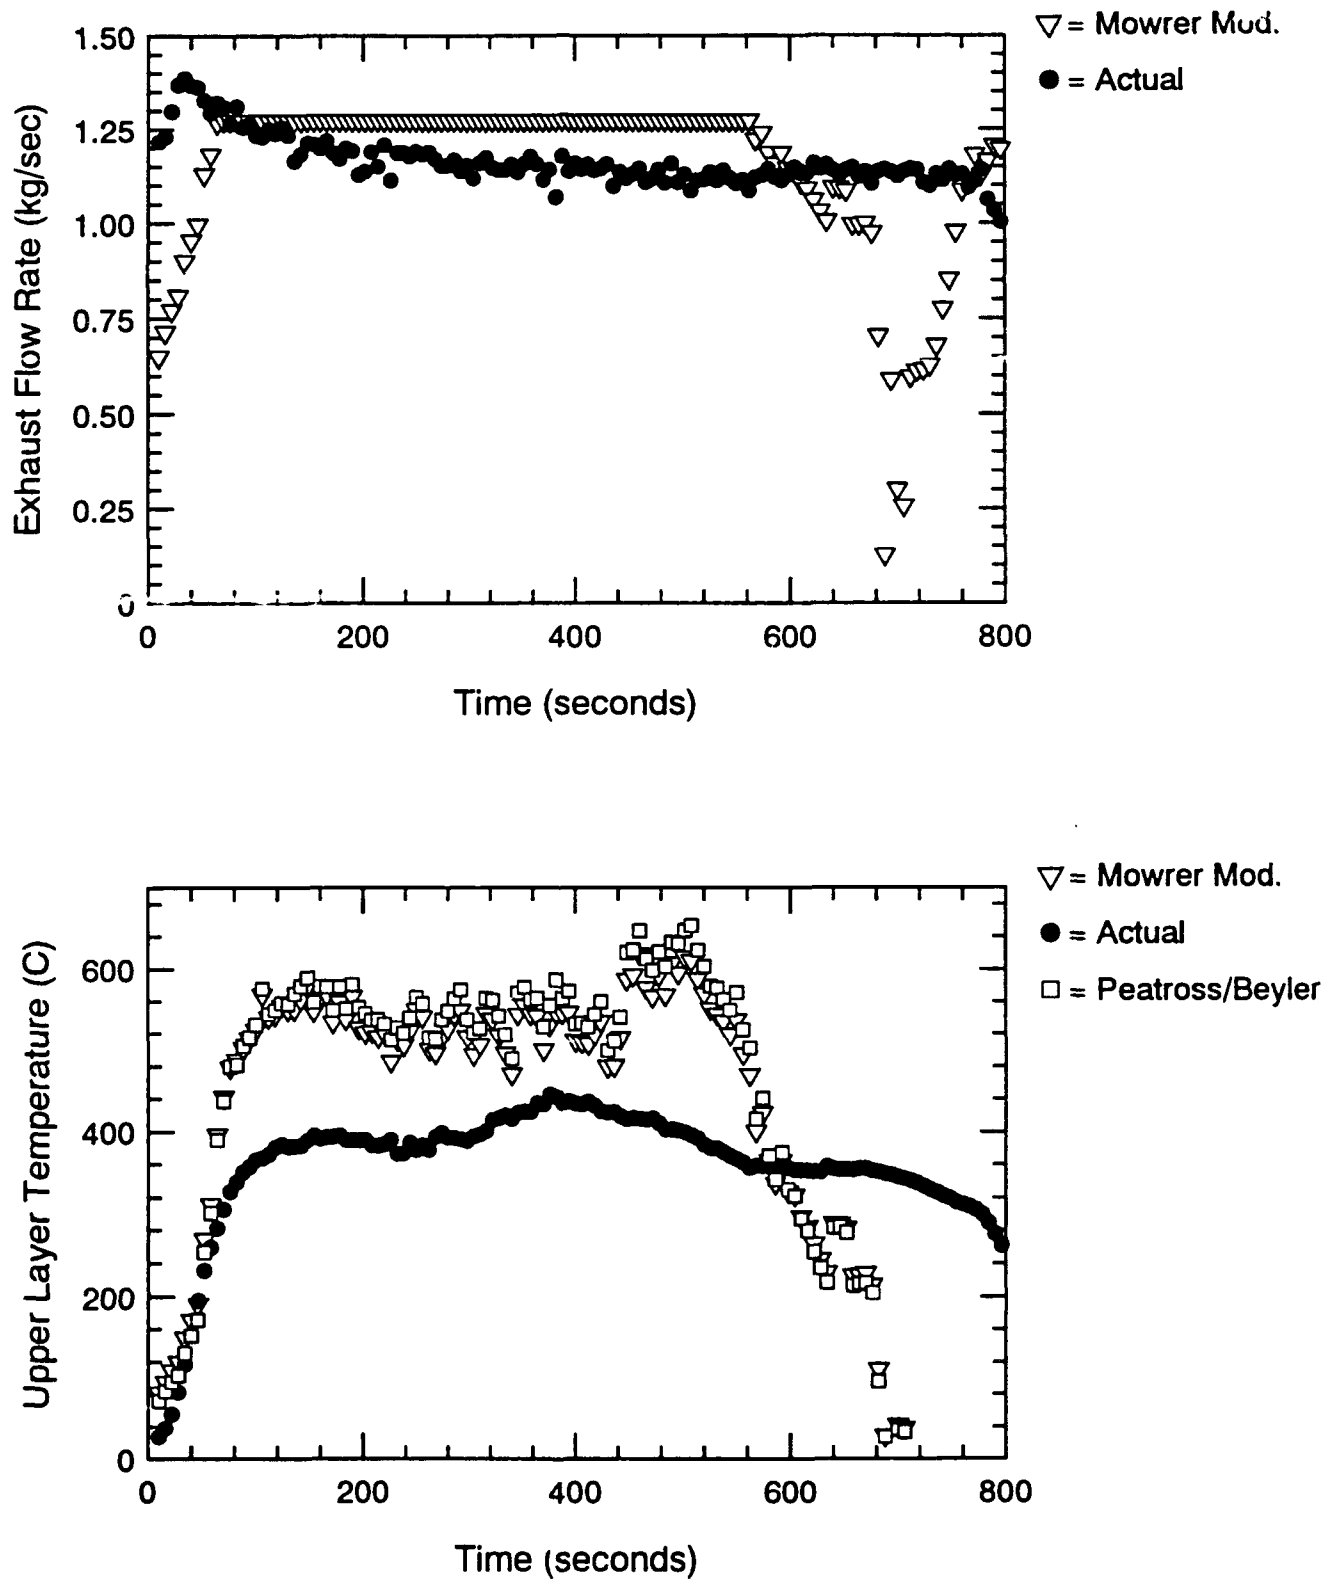 ▽ = Mowrer Mod.
● = Actual
Exhaust Flow Rate (kg/sec)
1.50
1.25
1.00
0.75
0.50
0.25
0
0 200 400 600 800
Time (seconds)
▽ = Mowrer Mod.
● = Actual
□ = Peatross/Beyler
Upper Layer Temperature (C)
600
400
200
0
0 200 400 600 800
Time (seconds)